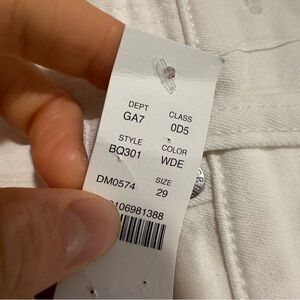 DEPT CLASS
GA7 0D5
STYLE COLOR
BQ301 WDE
SIZE
DM0574 29
106981388